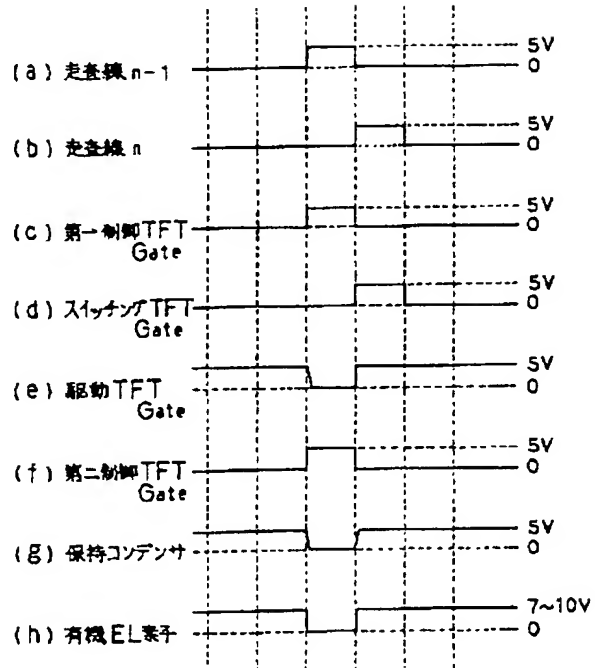 5V
(a) 走査線 n-1 0
5V
(b) 走査線 n 0
5V
(c) 第一制御TFT 0
Gate
5V
(d) スイッチングTFT 0
Gate
5V
(e) 駆動TFT 0
Gate
5V
(f) 第二制御TFT 0
Gate
5V
(g) 保持コンデンサ 0
7~10V
(h) 有機EL素子 0